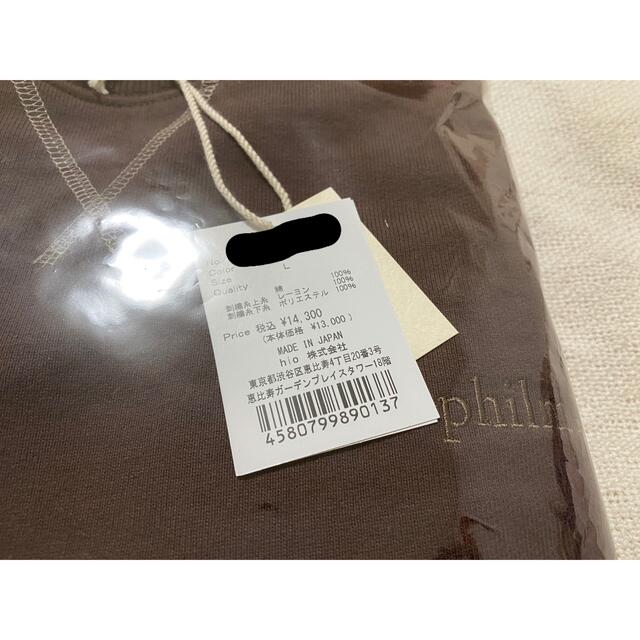 No
Color
Size L
Quality 綿 100%
刺繍糸上糸 レーヨン 100%
刺繍糸下糸 ポリエステル 100%
Price 税込 ¥14,300
(本体価格 ¥13,000)
MADE IN JAPAN
hio 株式会社
東京都渋谷区恵比寿4丁目20番3号
恵比寿ガーデンプレイスタワー18階
4580799890137